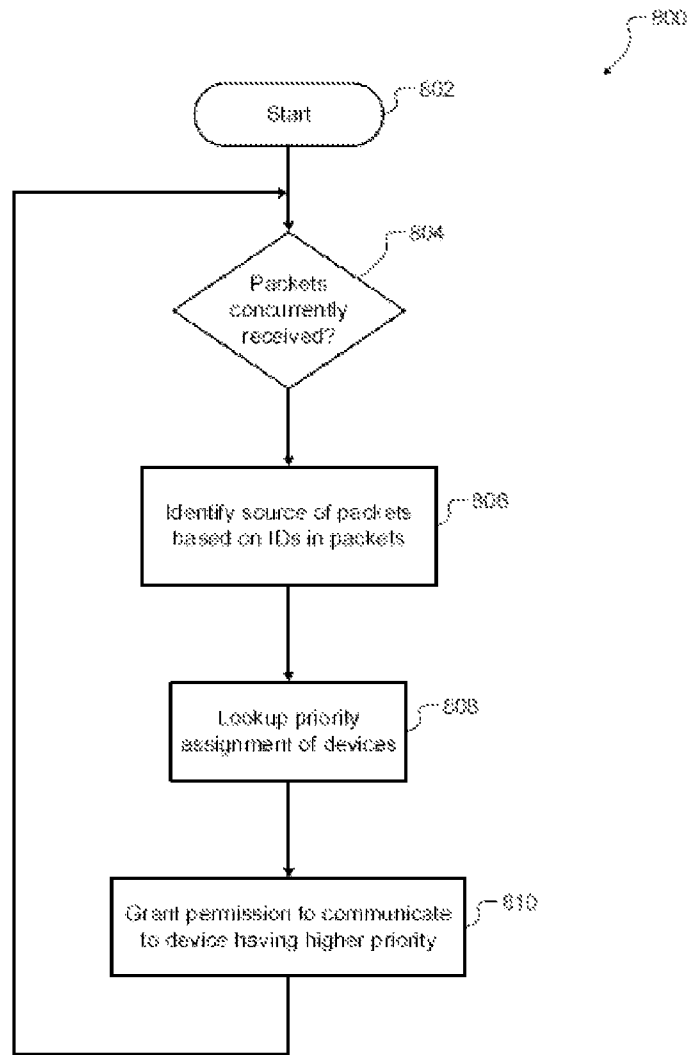 800
Start
802
804
Packets
concurrently
received?
Identify source of packets
based on IDs in packets
806
Lookup priority
assignment of devices
808
Grant permission to communicate
to device having higher priority
810